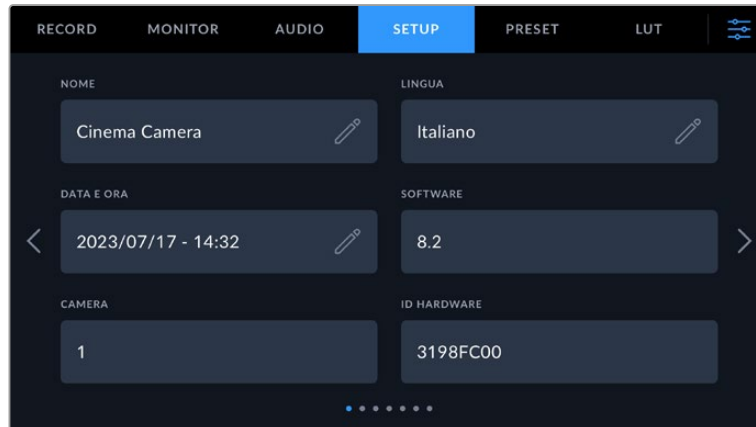 RECORD MONITOR AUDIO SETUP PRESET LUT
NOME LINGUA
Cinema Camera Italiano
DATA E ORA SOFTWARE
2023/07/17 - 14:32 8.2
CAMERA ID HARDWARE
1 3198FC00